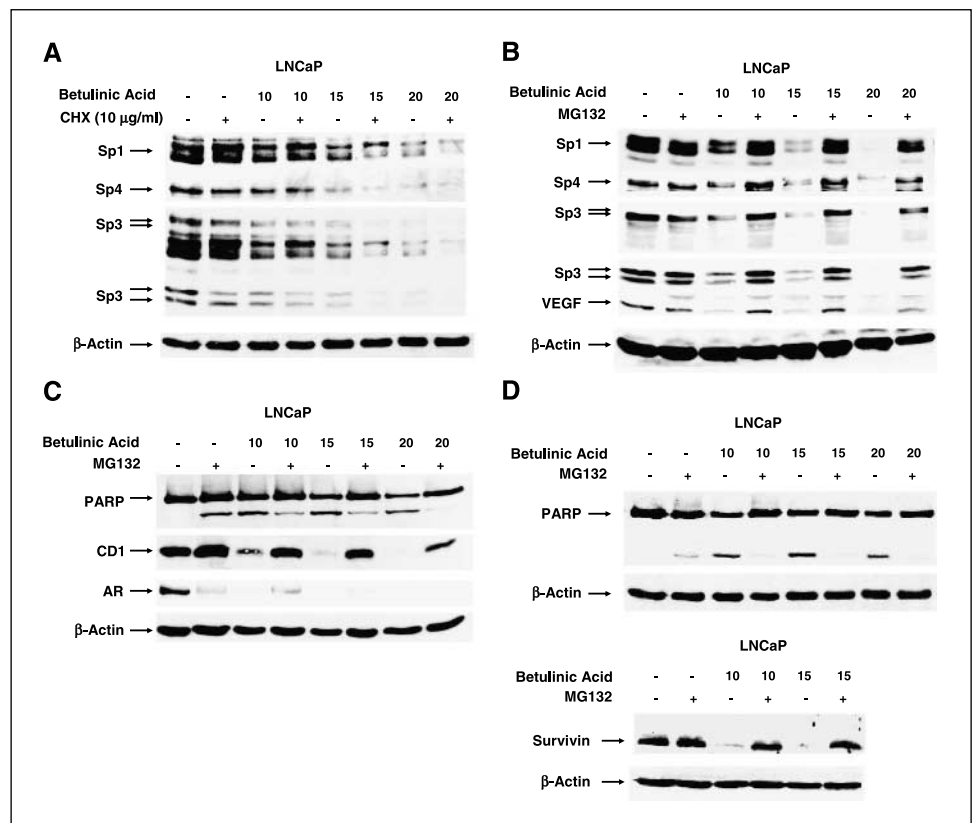 A
LNCaP
Betulinic Acid - - 10 10 15 15 20 20
CHX (10 μg/ml) - + - + - + - +
Sp1
Sp4
Sp3
Sp3
β-Actin
B
LNCaP
Betulinic Acid - - 10 10 15 15 20 20
MG132 - + - + - + - +
Sp1
Sp4
Sp3
Sp3
VEGF
β-Actin
C
LNCaP
Betulinic Acid - - 10 10 15 15 20 20
MG132 - + - + - + - +
PARP
CD1
AR
β-Actin
D
LNCaP
Betulinic Acid - - 10 10 15 15 20 20
MG132 - + - + - + - +
PARP
β-Actin
LNCaP
Betulinic Acid - - 10 10 15 15
MG132 - + - + - +
Survivin
β-Actin